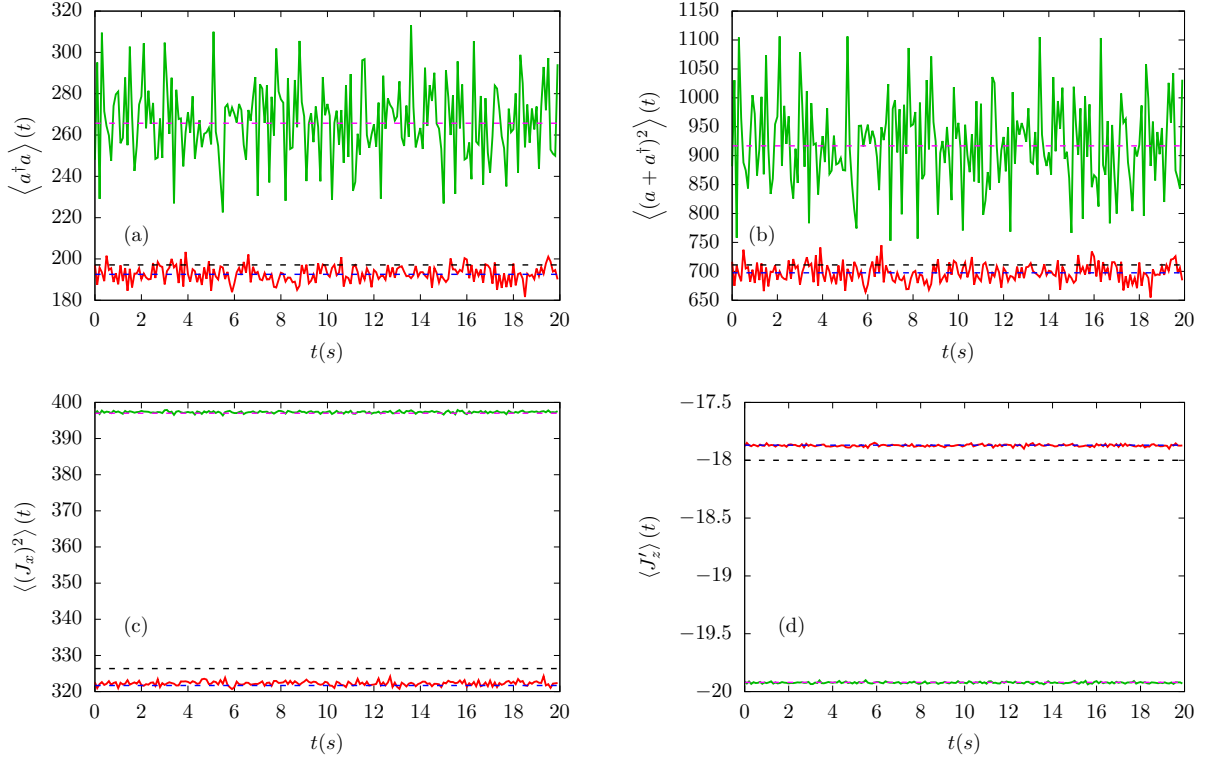 320
300
280
260
240
220
200
180
⟨a†a⟩(t)
(a)
0 2 4 6 8 10 12 14 16 18 20
t(s)
1150
1100
1050
1000
950
900
850
800
750
700
650
⟨(a + a†)²⟩(t)
(b)
0 2 4 6 8 10 12 14 16 18 20
t(s)
400
390
380
370
360
350
340
330
320
⟨(Jₓ)²⟩(t)
(c)
0 2 4 6 8 10 12 14 16 18 20
t(s)
−17.5
−18
−18.5
−19
−19.5
−20
⟨J′_z⟩(t)
(d)
0 2 4 6 8 10 12 14 16 18 20
t(s)